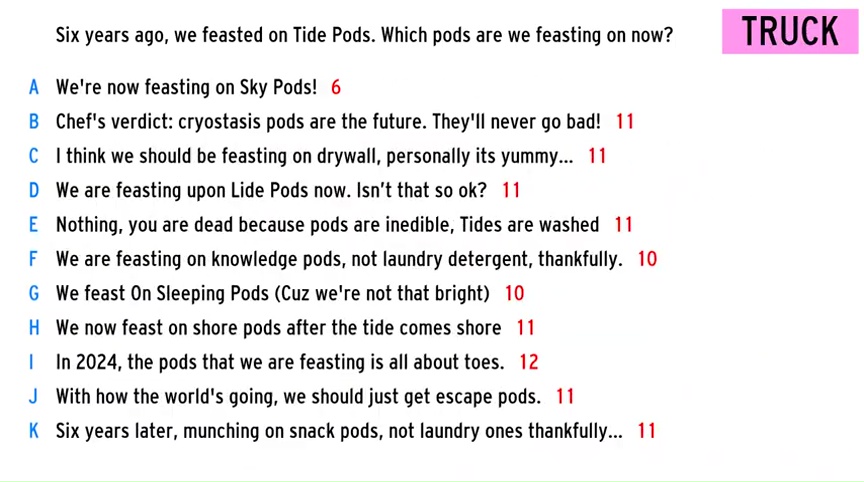 Six years ago, we feasted on Tide Pods. Which pods are we feasting on now?
TRUCK
A We're now feasting on Sky Pods! 6
B Chef's verdict: cryostasis pods are the future. They'll never go bad! 11
C I think we should be feasting on drywall, personally its yummy... 11
D We are feasting upon Lide Pods now. Isn’t that so ok? 11
E Nothing, you are dead because pods are inedible, Tides are washed 11
F We are feasting on knowledge pods, not laundry detergent, thankfully. 10
G We feast On Sleeping Pods (Cuz we're not that bright) 10
H We now feast on shore pods after the tide comes shore 11
I In 2024, the pods that we are feasting is all about toes. 12
J With how the world's going, we should just get escape pods. 11
K Six years later, munching on snack pods, not laundry ones thankfully... 11